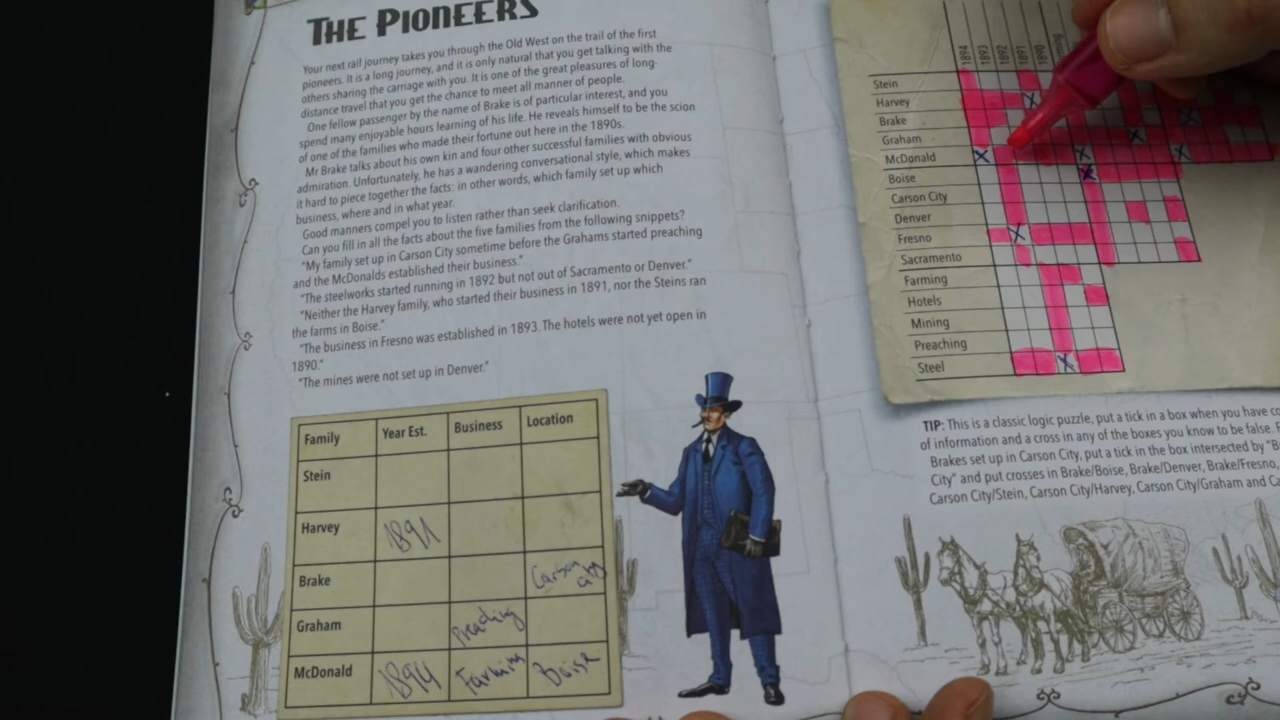 THE PIONEERS
Your next rail journey takes you through the Old West on the trail of the first
pioneers. It is a long journey, and it is only natural that you get talking with the
others sharing the carriage with you. It is one of the great pleasures of long-
distance travel that you get the chance to meet all manner of people.
One fellow passenger by the name of Brake is of particular interest, and you
spend many enjoyable hours learning of his life. He reveals himself to be the scion
of one of the families who made their fortune out here in the 1890s.
Mr Brake talks about his own kin and four other successful families with obvious
admiration. Unfortunately, he has a wandering conversational style, which makes
it hard to piece together the facts: in other words, which family set up which
business, where and in what year.
Good manners compel you to listen rather than seek clarification.
Can you fill in all the facts about the five families from the following snippets?
"My family set up in Carson City sometime before the Grahams started preaching
and the McDonalds established their business."
"The steelworks started running in 1892 but not out of Sacramento or Denver."
"Neither the Harvey family, who started their business in 1891, nor the Steins ran
the farms in Boise."
"The business in Fresno was established in 1893. The hotels were not yet open in
1890."
"The mines were not set up in Denver."
Family Year Est. Business Location
Stein
Harvey 1891
Brake Carson City
Graham Preaching
McDonald 1894 Farming Boise
1894 1893 1892 1891 1890
Stein
Harvey
Brake
Graham
McDonald
Boise
Carson City
Denver
Fresno
Sacramento
Farming
Hotels
Mining
Preaching
Steel
TIP: This is a classic logic puzzle, put a tick in a box when you have
of information and a cross in any of the boxes you know to be false.
Brakes set up in Carson City, put a tick in the box intersected by
City" and put crosses in Brake/Boise, Brake/Denver, Brake/Fresno,
Carson City/Stein, Carson City/Harvey, Carson City/Graham and